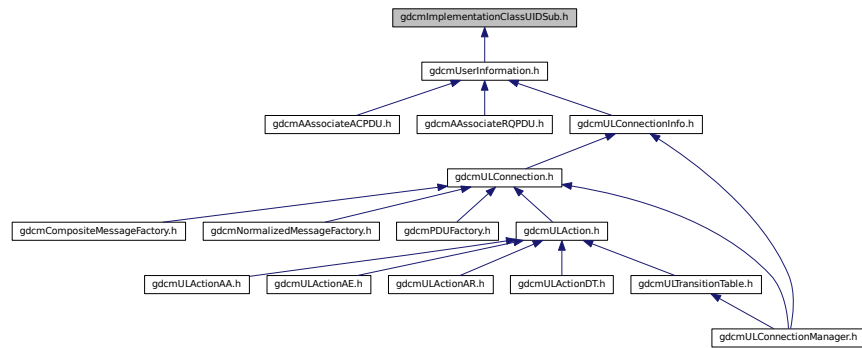 gdcmImplementationClassUIDSub.h
gdcmUserInformation.h
gdcmAAssociateACPDU.h
gdcmAAssociateRQPDU.h
gdcmULConnectionInfo.h
gdcmULConnection.h
gdcmCompositeMessageFactory.h
gdcmNormalizedMessageFactory.h
gdcmPDUFactory.h
gdcmULAction.h
gdcmULActionAA.h
gdcmULActionAE.h
gdcmULActionAR.h
gdcmULActionDT.h
gdcmULTransitionTable.h
gdcmULConnectionManager.h